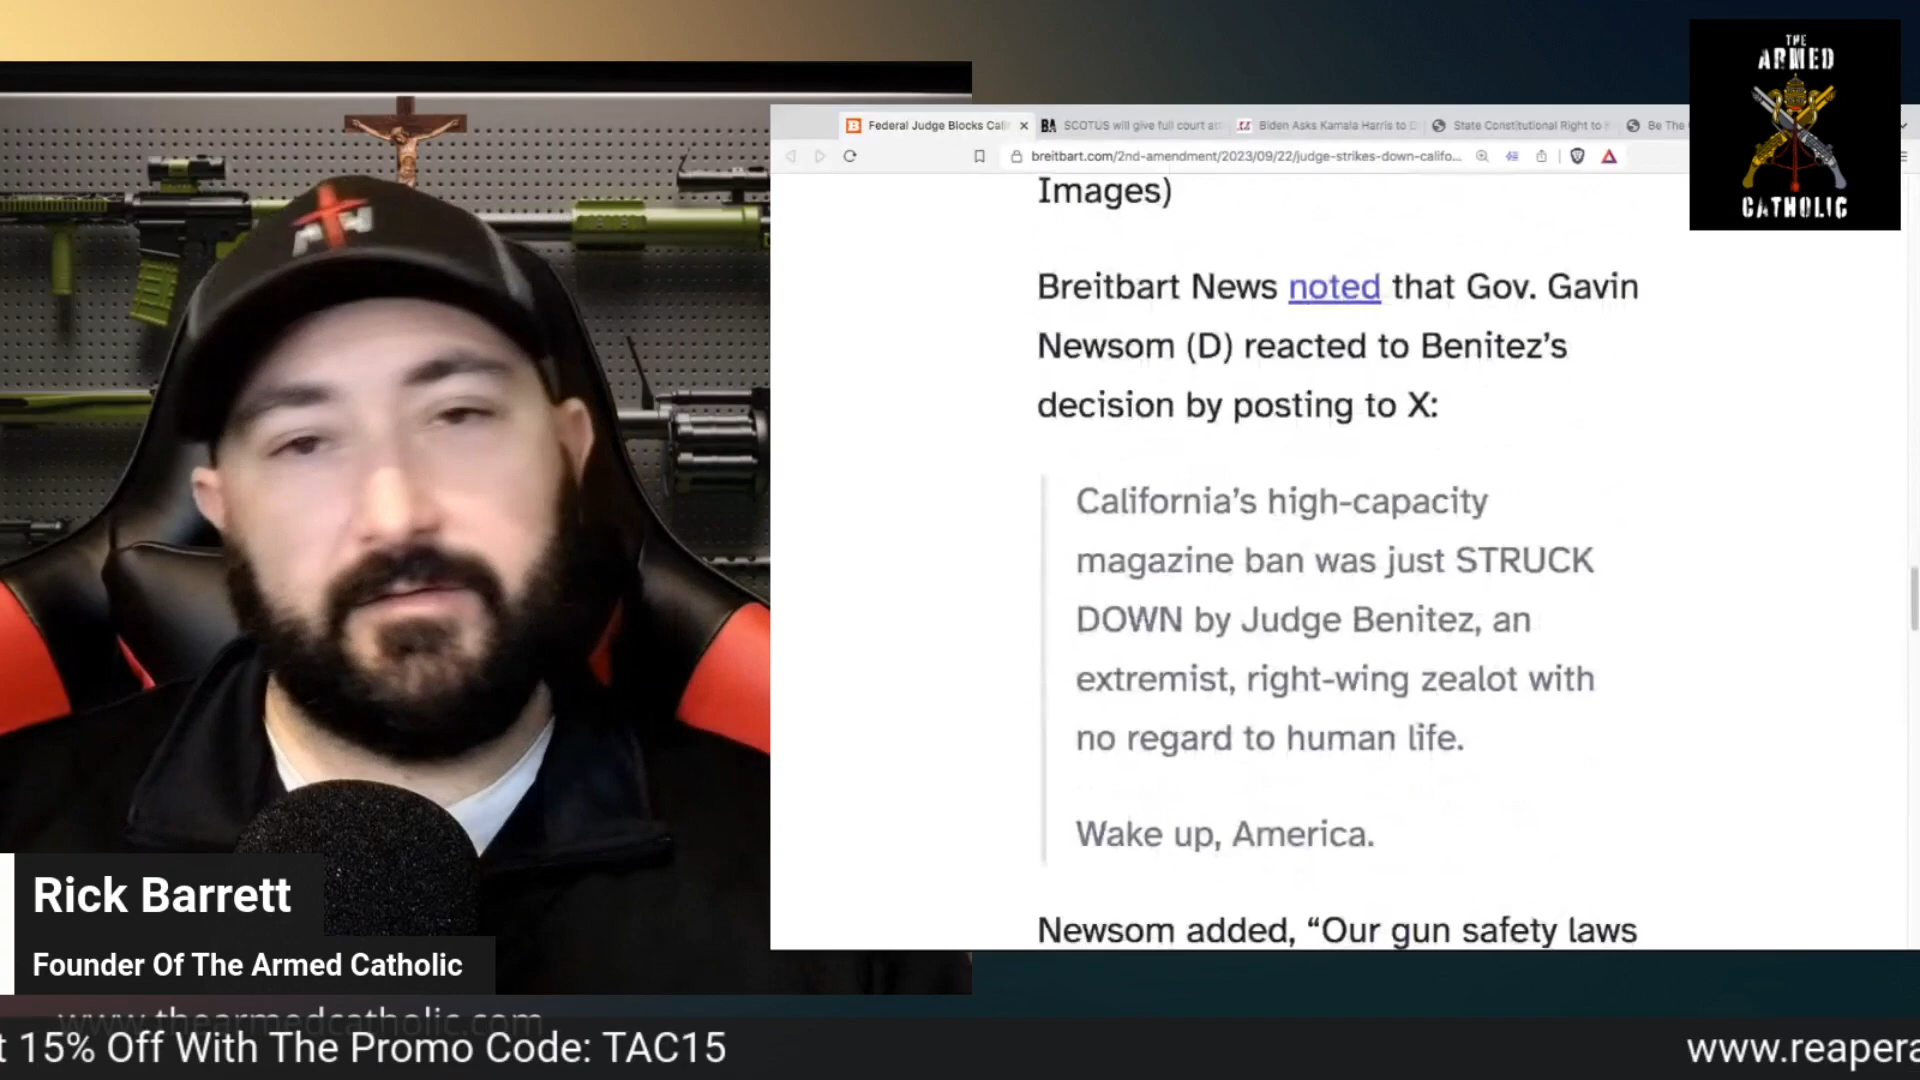 THE
ARMED
CATHOLIC
Federal Judge Blocks Cali
SCOTUS will give full court att
Biden Asks Kamala Harris to D
State Constitutional Right to
Be The
breitbart.com/2nd-amendment/2023/09/22/judge-strikes-down-califo...
Images)
Breitbart News noted that Gov. Gavin
Newsom (D) reacted to Benitez’s
decision by posting to X:
California’s high-capacity
magazine ban was just STRUCK
DOWN by Judge Benitez, an
extremist, right-wing zealot with
no regard to human life.
Wake up, America.
Newsom added, “Our gun safety laws
Rick Barrett
Founder Of The Armed Catholic
www.thearmedcatholic.com
t 15% Off With The Promo Code: TAC15
www.reapera